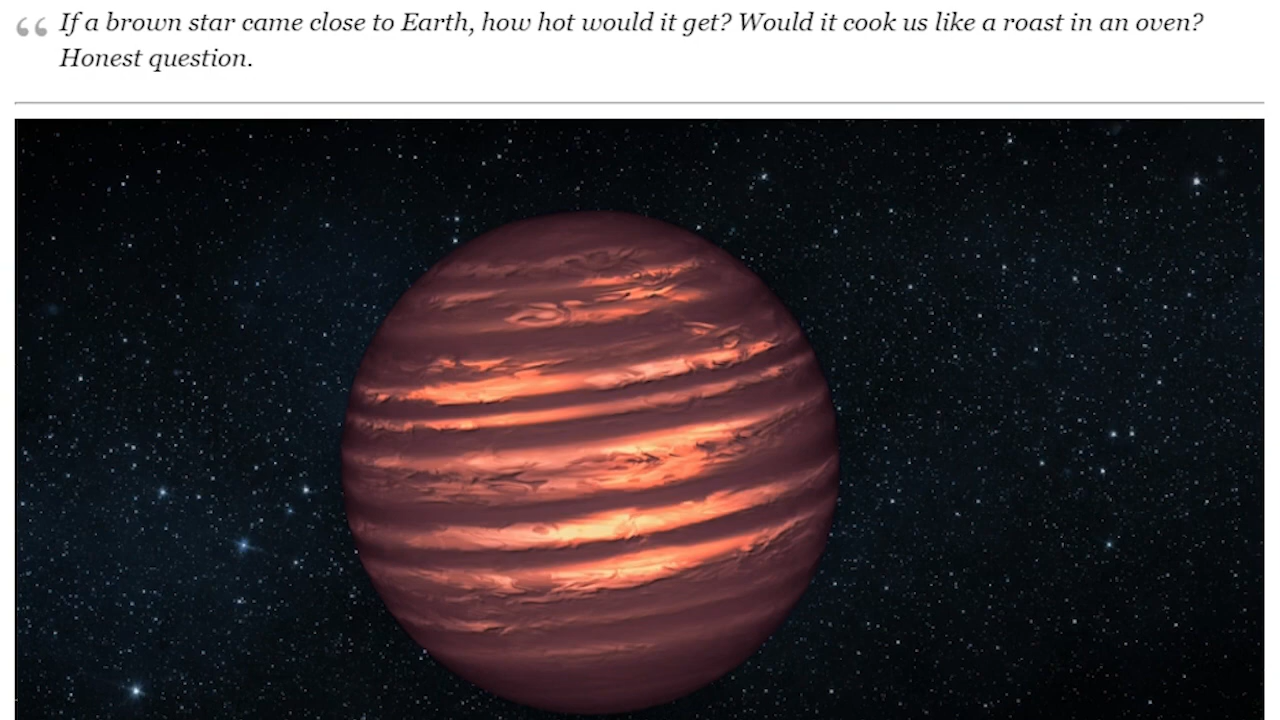 “ If a brown star came close to Earth, how hot would it get? Would it cook us like a roast in an oven?
Honest question.